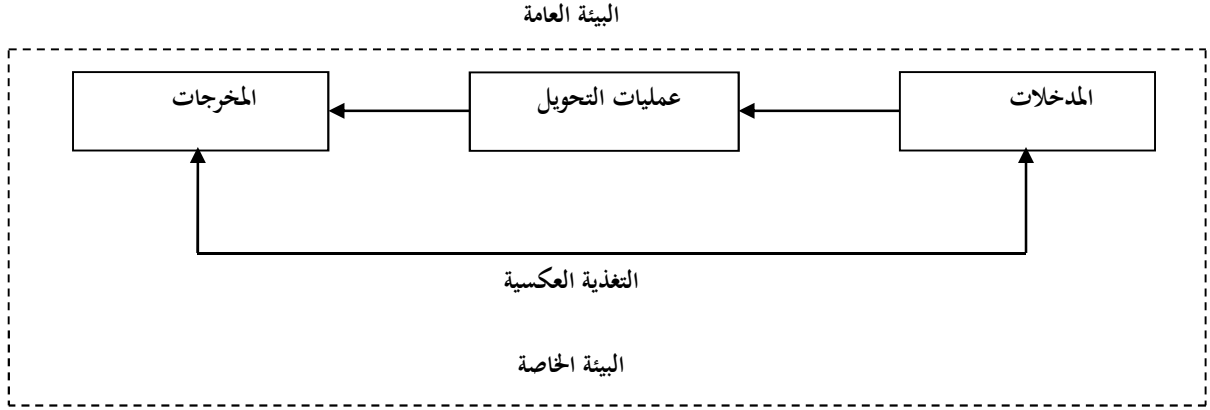 البيئة العامة
المدخلات
عمليات التحويل
المخرجات
التغذية العكسية
البيئة الخاصة